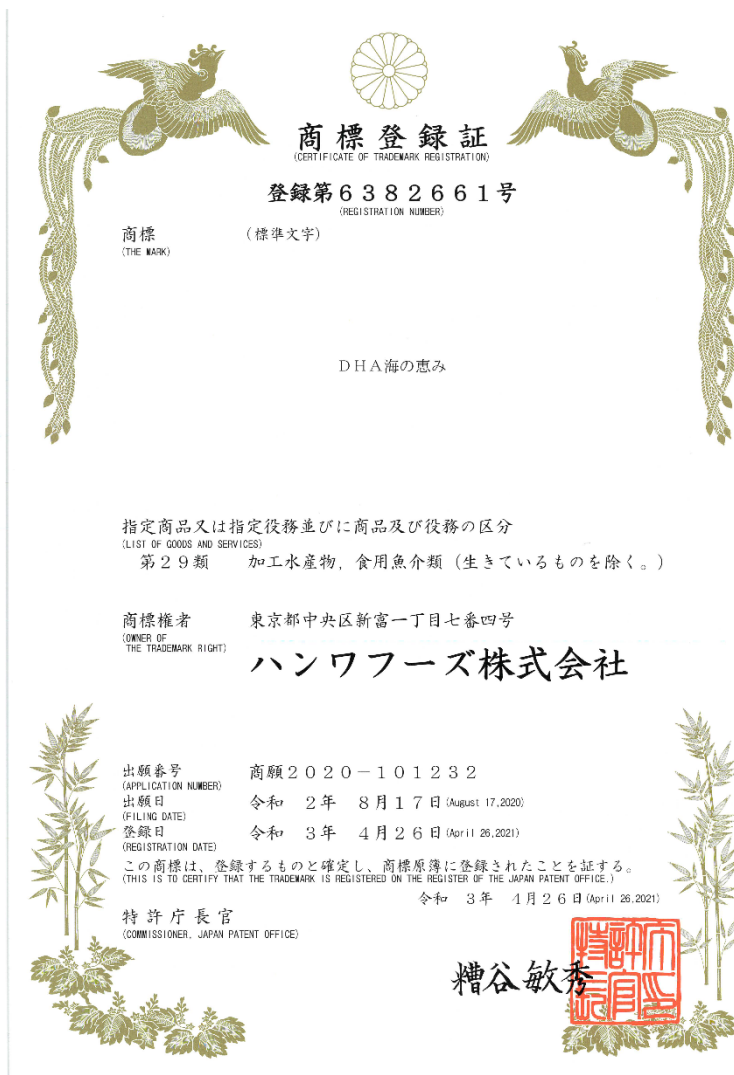 商標登録証
(CERTIFICATE OF TRADEMARK REGISTRATION)
登録第６３８２６６１号
(REGISTRATION NUMBER)
商標 （標準文字）
(THE MARK)
ＤＨＡ海の恵み
指定商品又は指定役務並びに商品及び役務の区分
(LIST OF GOODS AND SERVICES)
第２９類 加工水産物，食用魚介類（生きているものを除く。）
商標権者 東京都中央区新富一丁目七番四号
(OWNER OF
THE TRADEMARK RIGHT)
ハンワフーズ株式会社
出願番号 商願２０２０－１０１２３２
(APPLICATION NUMBER)
出願日 令和 ２年 ８月１７日(August 17,2020)
(FILING DATE)
登録日 令和 ３年 ４月２６日(April 26,2021)
(REGISTRATION DATE)
この商標は、登録するものと確定し、商標原簿に登録されたことを証する。
(THIS IS TO CERTIFY THAT THE TRADEMARK IS REGISTERED ON THE REGISTER OF THE JAPAN PATENT OFFICE.)
令和 ３年 ４月２６日(April 26,2021)
特許庁長官
(COMMISSIONER, JAPAN PATENT OFFICE)
糟谷敏秀